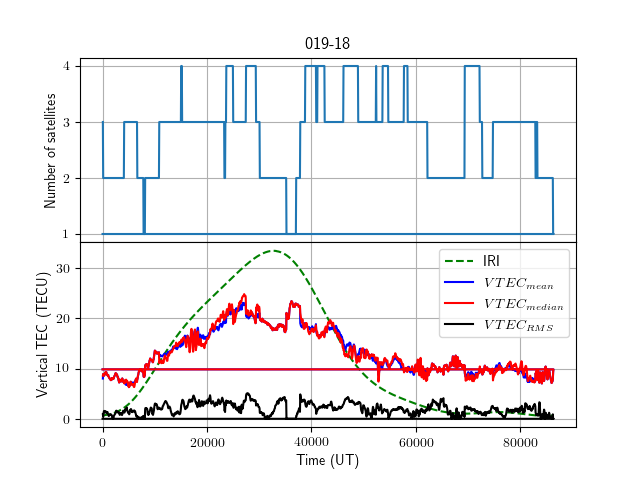 019-18
Number of satellites
4
3
2
1
Vertical TEC (TECU)
30
20
10
0
IRI
VTEC_mean
VTEC_median
VTEC_RMS
0 20000 40000 60000 80000
Time (UT)